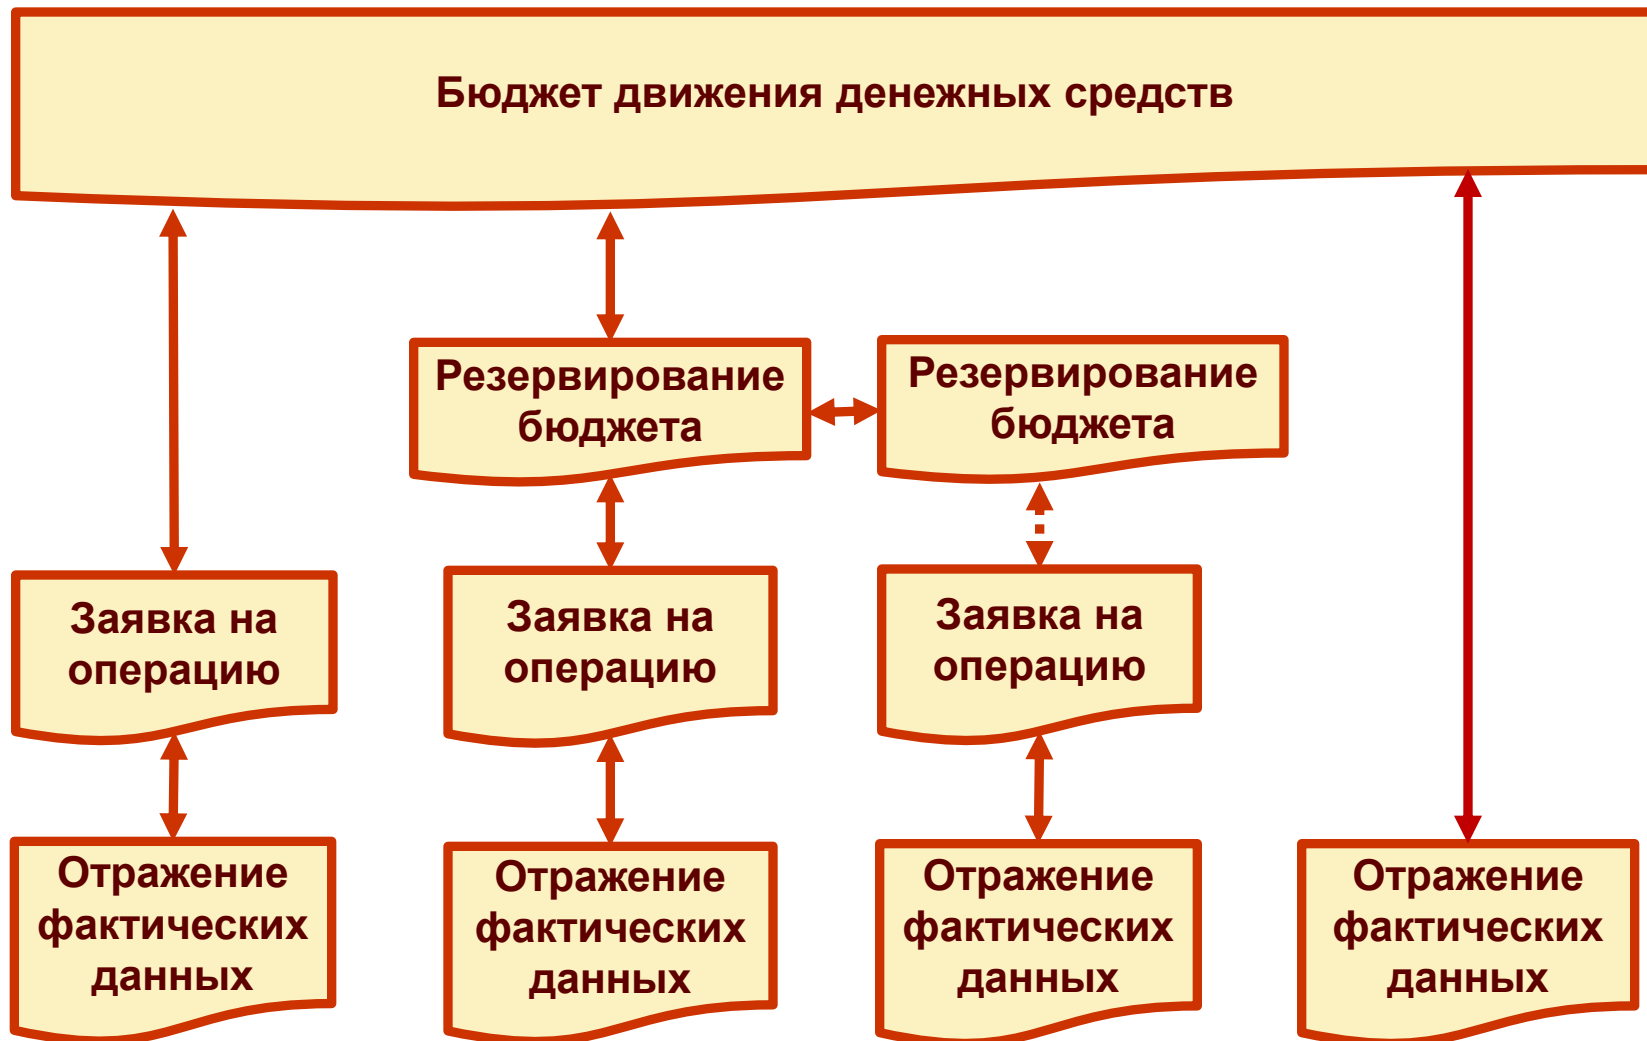 Бюджет движения денежных средств
Резервирование
бюджета
Резервирование
бюджета
Заявка на
операцию
Заявка на
операцию
Заявка на
операцию
Отражение
фактических
данных
Отражение
фактических
данных
Отражение
фактических
данных
Отражение
фактических
данных